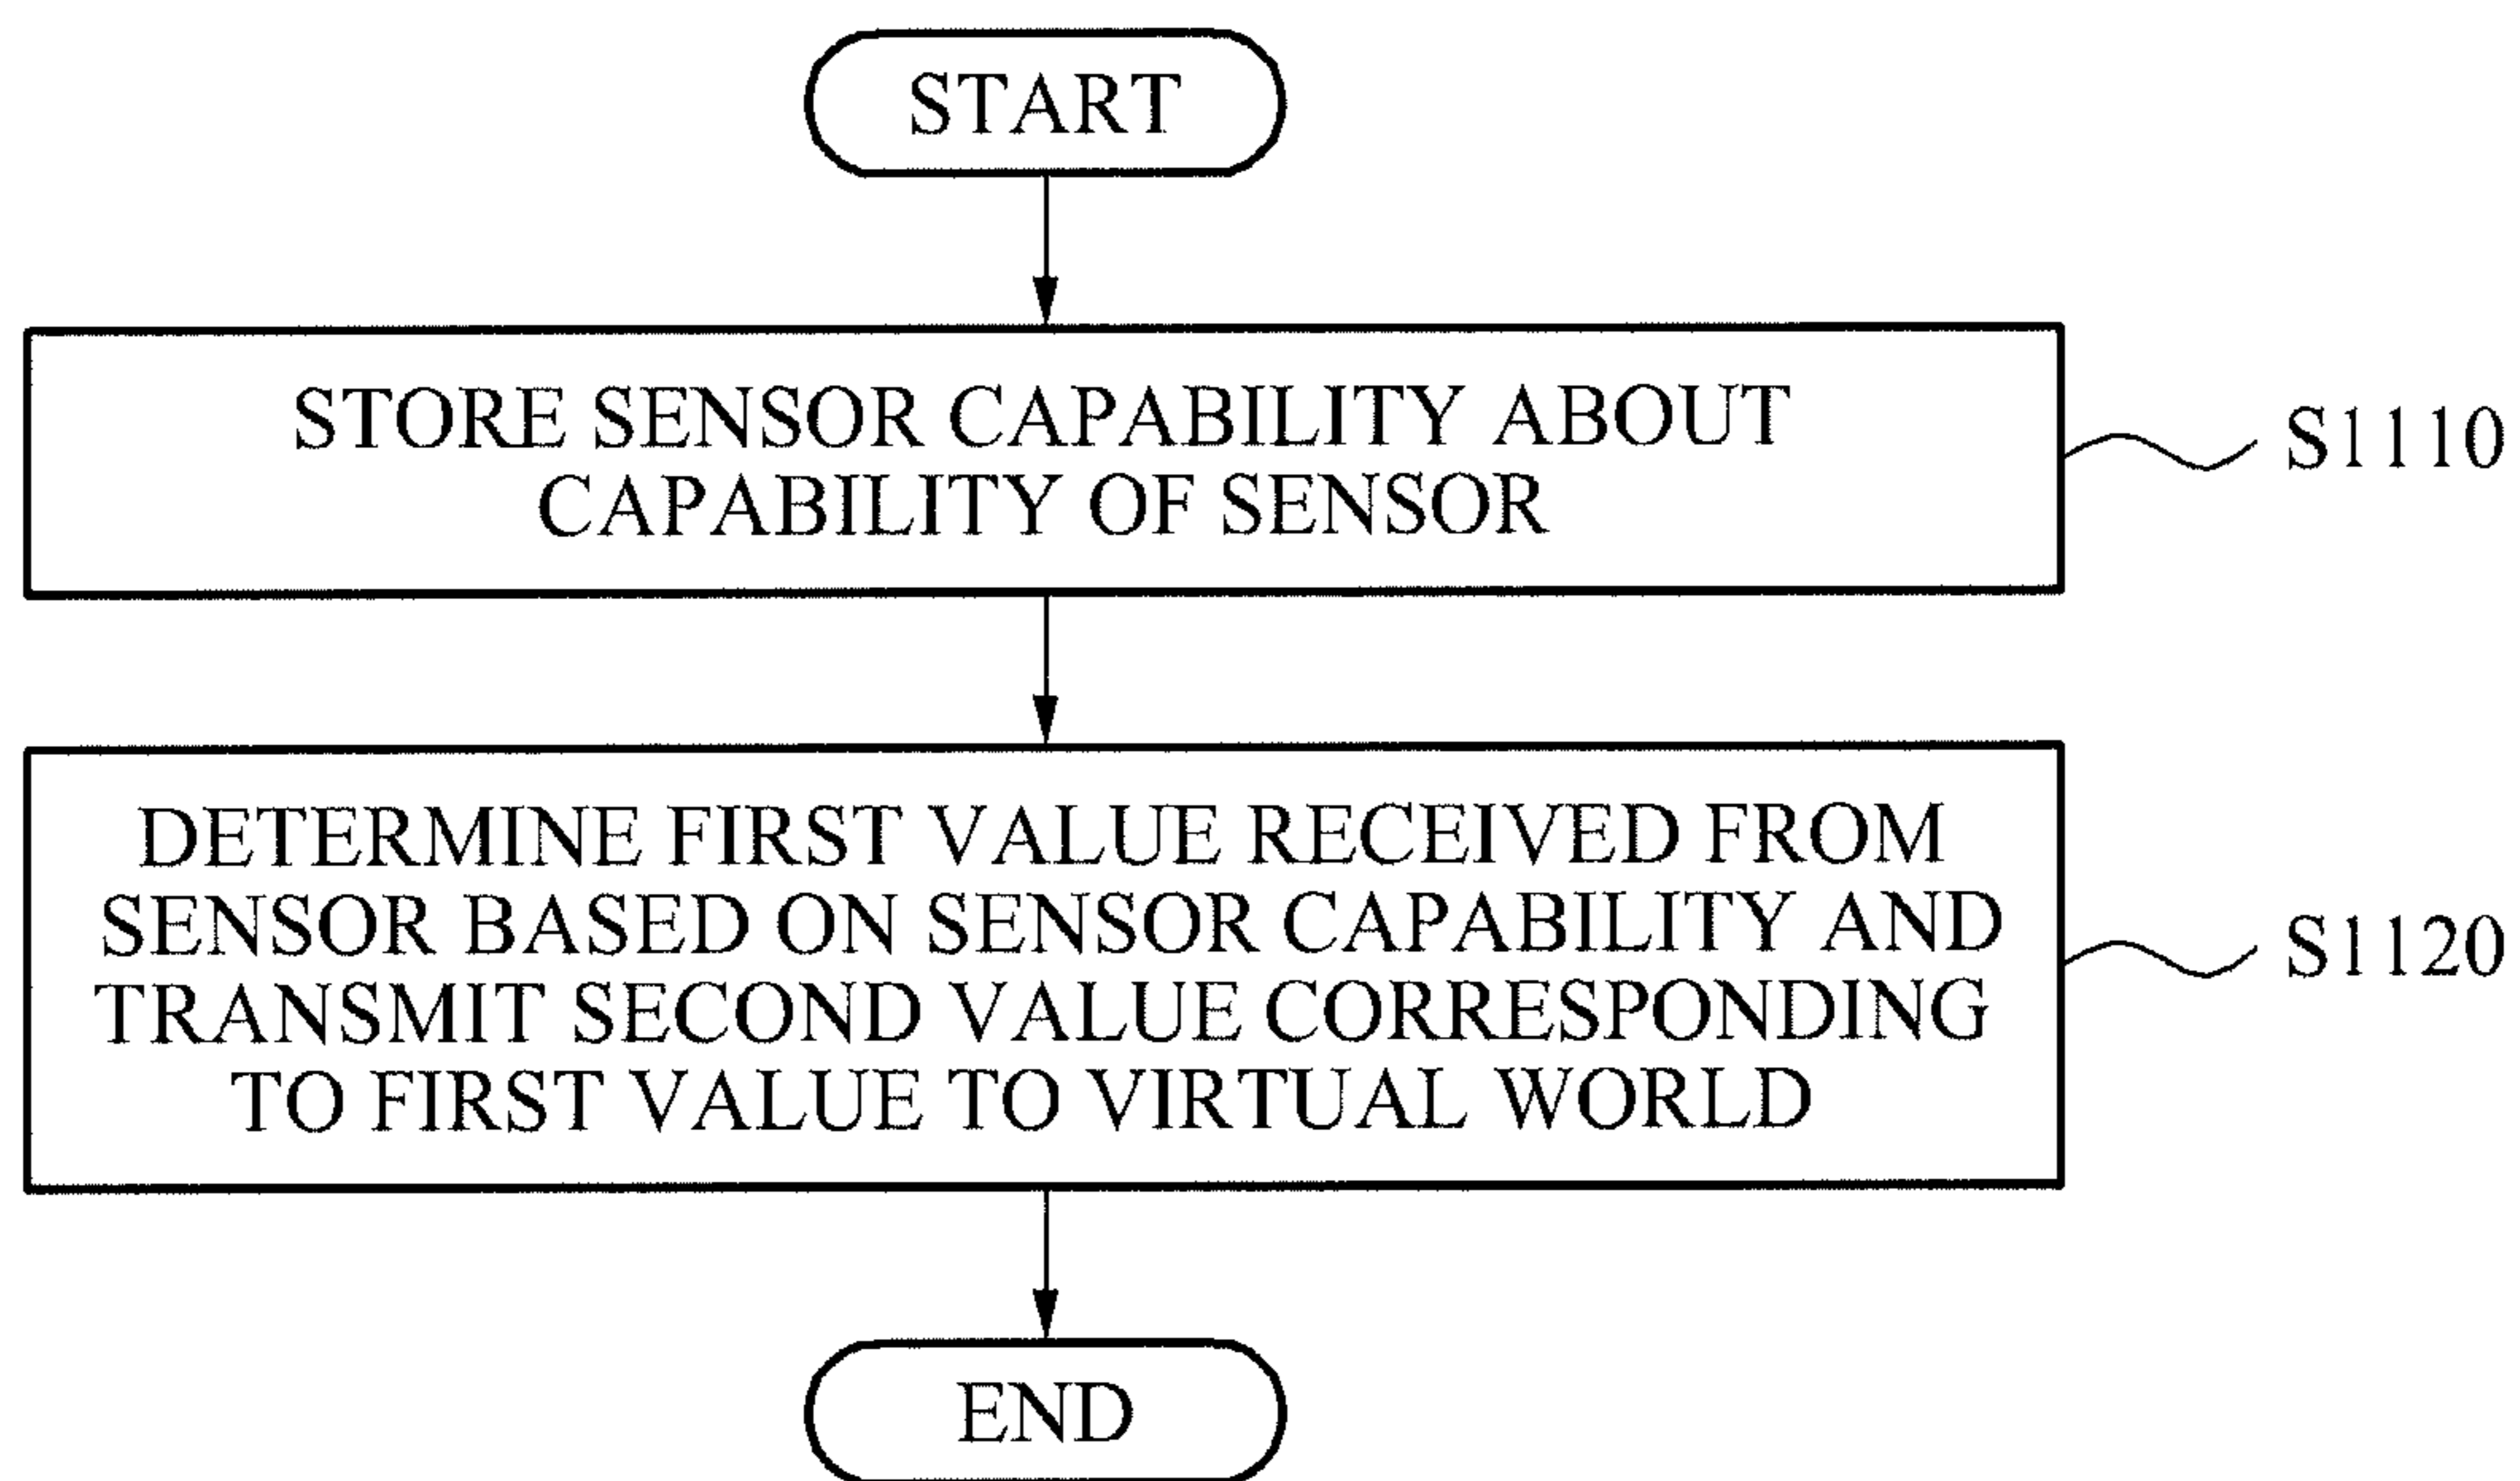 START
STORE SENSOR CAPABILITY ABOUT
CAPABILITY OF SENSOR
S1110
DETERMINE FIRST VALUE RECEIVED FROM
SENSOR BASED ON SENSOR CAPABILITY AND
TRANSMIT SECOND VALUE CORRESPONDING
TO FIRST VALUE TO VIRTUAL WORLD
S1120
END